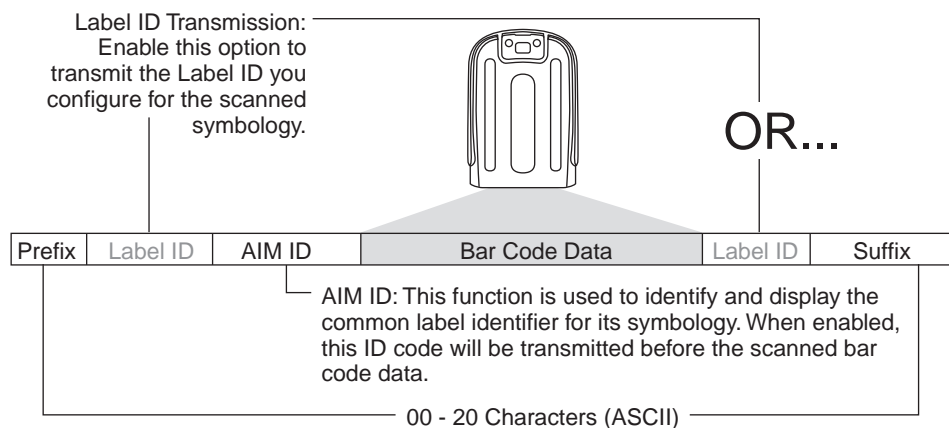 Label ID Transmission:
Enable this option to
transmit the Label ID you
configure for the scanned
symbology.
OR...
Prefix Label ID AIM ID Bar Code Data Label ID Suffix
AIM ID: This function is used to identify and display the
common label identifier for its symbology. When enabled,
this ID code will be transmitted before the scanned bar
code data.
00 - 20 Characters (ASCII)